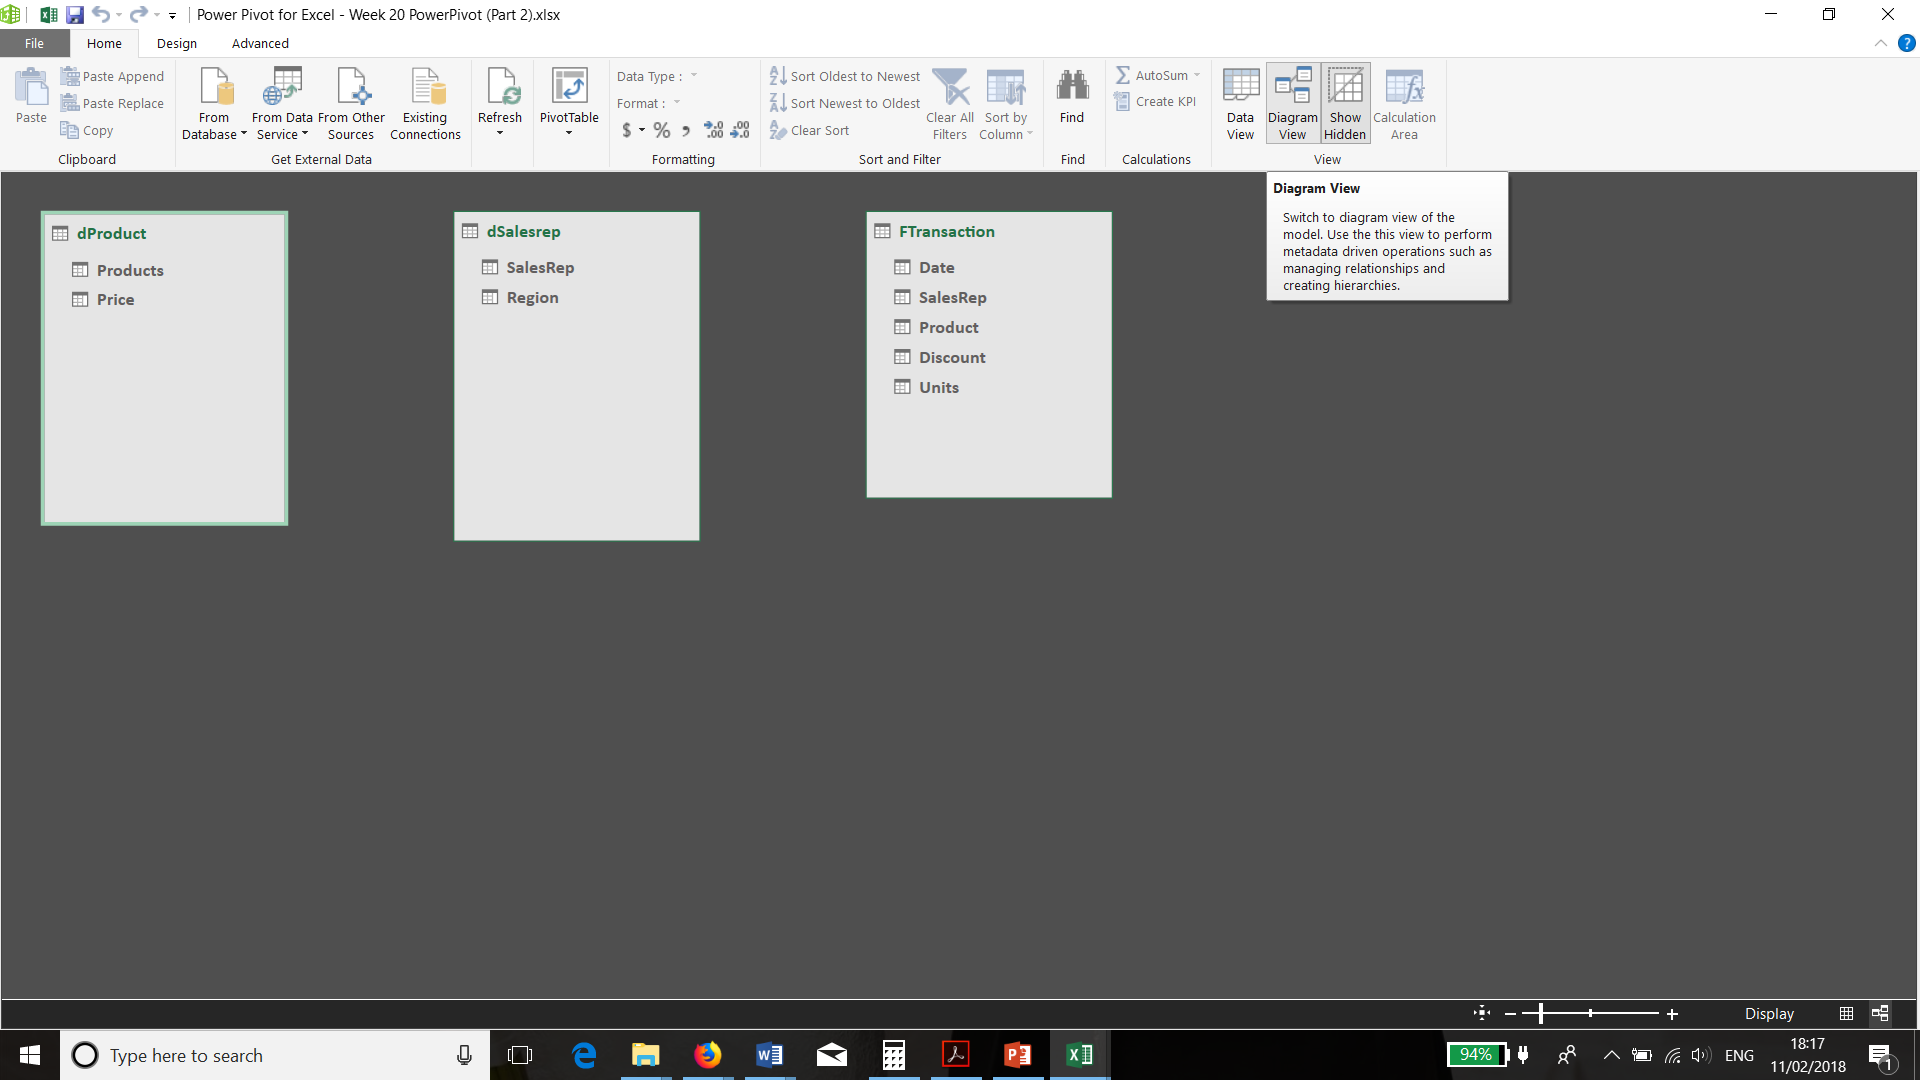 Power Pivot for Excel - Week 20 PowerPivot (Part 2).xlsx
File Home Design Advanced
Paste
Paste Append
Paste Replace
Copy
Clipboard
From Database
From Data Service
From Other Sources
Existing Connections
Get External Data
Refresh
PivotTable
Data Type :
Format :
$ % , .0 .00 .00 .0
Formatting
Sort Oldest to Newest
Sort Newest to Oldest
Clear Sort
Clear All Filters
Sort by Column
Sort and Filter
Find
Find
AutoSum
Create KPI
Calculations
Data View
Diagram View
Show Hidden
Calculation Area
View
Diagram View
Switch to diagram view of the
model. Use the this view to perform
metadata driven operations such as
managing relationships and
creating hierarchies.
dProduct
Products
Price
dSalesrep
SalesRep
Region
FTransaction
Date
SalesRep
Product
Discount
Units
Display
Type here to search
94%
ENG
18:17
11/02/2018
1